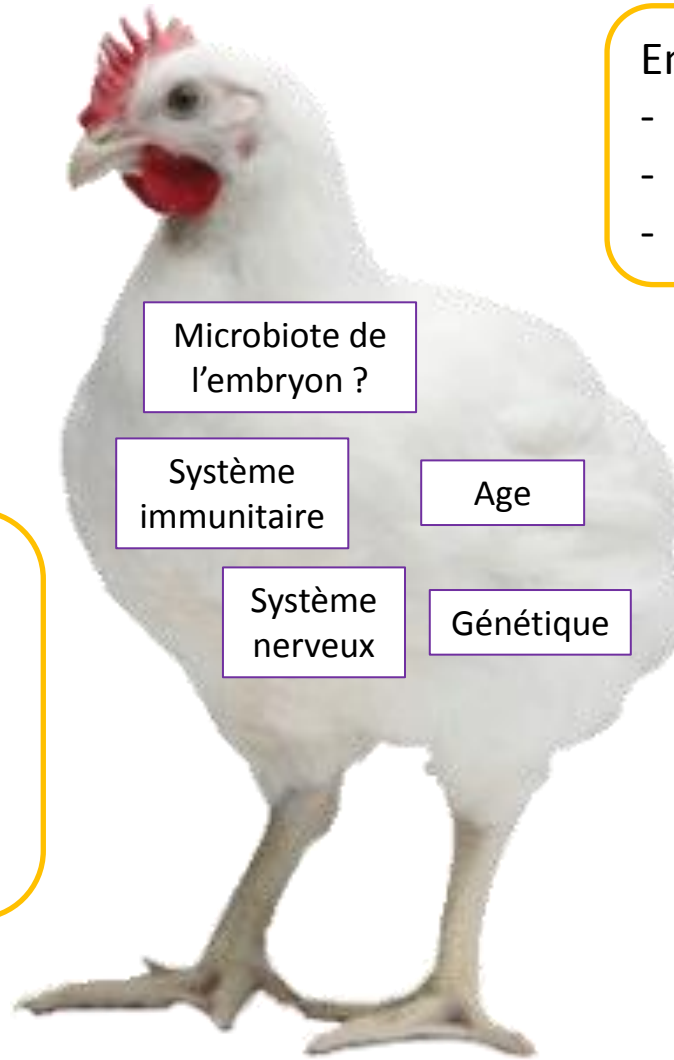 En
-
-
-
Microbiote de
l’embryon ?
Système
immunitaire
Age
Système
nerveux
Génétique